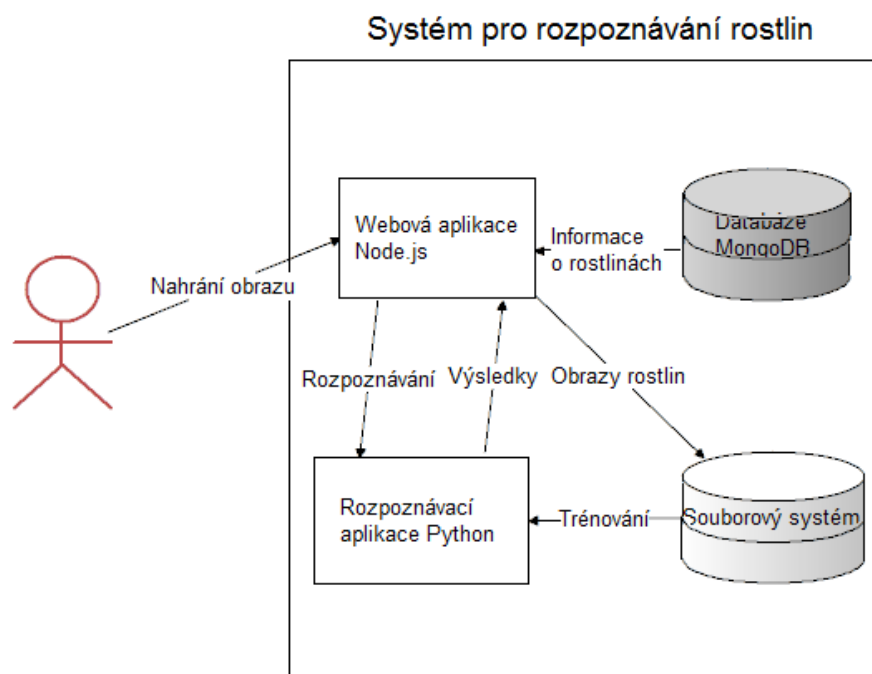 Systém pro rozpoznávání rostlin
Webová aplikace
Node.js
Informace
o rostlinách
Databáze
MongoDR
Nahrání obrazu
Rozpoznávání
Výsledky
Obrazy rostlin
Rozpoznávací
aplikace Python
Trénování
Souborový systém